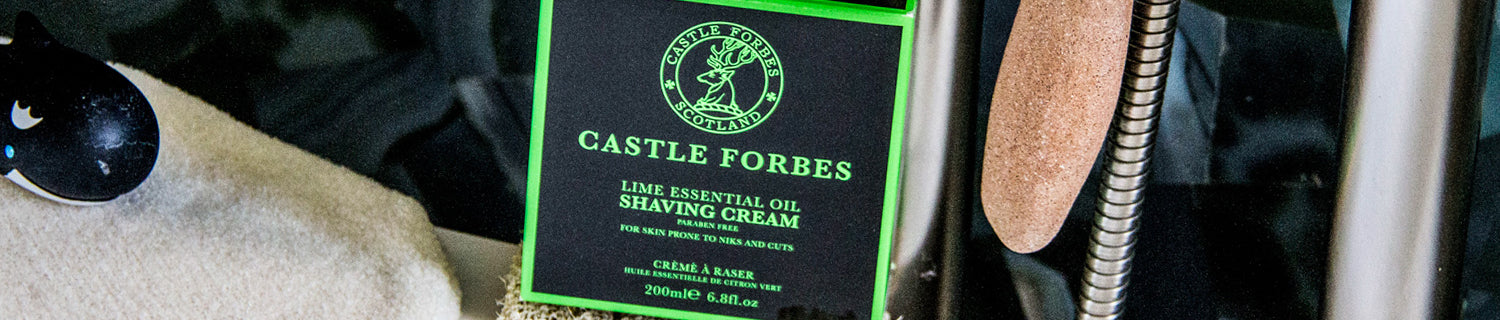 CASTLE FORBES
SCOTLAND
CASTLE FORBES
LIME ESSENTIAL OIL
SHAVING CREAM
PARABEN FREE
FOR SKIN PRONE TO NIKS AND CUTS
CRÈMÉ À RASER
HUILE ESSENTIELLE DE CITRON VERT
200ml℮ 6.8fl.oz